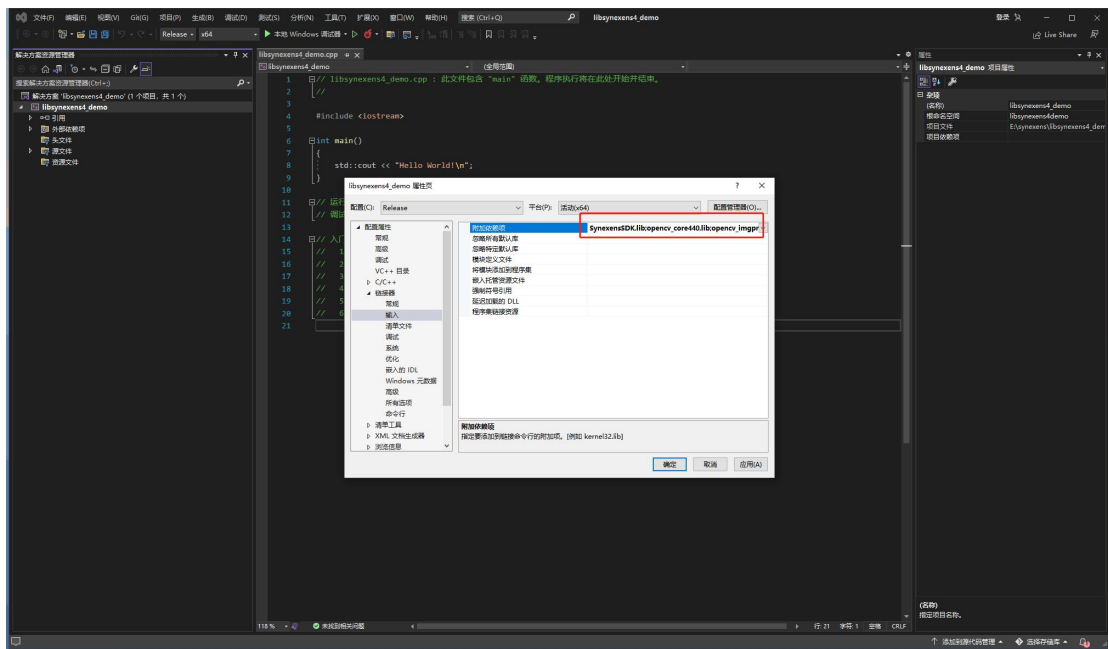 文件(F) 编辑(E) 视图(V) Git(G) 项目(P) 生成(B) 调试(D) 测试(S) 分析(N) 工具(T) 扩展(X) 窗口(W) 帮助(H) 搜索 (Ctrl+Q) libsynexens4_demo 登录
Release x64 本地 Windows 调试器 Live Share
解决方案资源管理器
搜索解决方案资源管理器(Ctrl+;)
解决方案 'libsynexens4_demo' (1 个项目, 共 1 个)
libsynexens4_demo
引用
外部依赖项
头文件
源文件
资源文件
libsynexens4_demo.cpp
libsynexens4_demo (全局范围)
1 // libsynexens4_demo.cpp : 此文件包含 "main" 函数。程序执行将在此处开始并结束。
2 //
3
4 #include <iostream>
5
6 int main()
7 {
8 std::cout << "Hello World!\n";
9 }
10
11 // 运行
12 // 调试
13
14 // 入门
15 // 1
16 // 2
17 // 3
18 // 4
19 // 5
20 // 6
21
libsynexens4_demo 属性页 ? ×
配置(C): Release 平台(P): 活动(x64) 配置管理器(O)...
配置属性
常规
高级
调试
VC++ 目录
C/C++
链接器
常规
输入
清单文件
调试
系统
优化
嵌入的 IDL
Windows 元数据
高级
所有选项
命令行
清单工具
XML 文档生成器
浏览信息
附加依赖项 SynexensSDK.lib;opencv_core440.lib;opencv_imgpr
忽略所有默认库
忽略特定默认库
模块定义文件
将模块添加到程序集
嵌入托管资源文件
强制符号引用
延迟加载的 DLL
程序集链接资源
附加依赖项
指定要添加到链接命令行的附加项。[例如 kernel32.lib]
确定 取消 应用(A)
属性
libsynexens4_demo 项目属性
杂项
(名称) libsynexens4_demo
根命名空间 libsynexens4demo
项目文件 E:\synexens\libsynexens4_dem
项目依赖项
(名称)
指定项目名称。
118 % 未找到相关问题 行: 21 字符: 1 空格 CRLF
添加到源代码管理 选择存储库